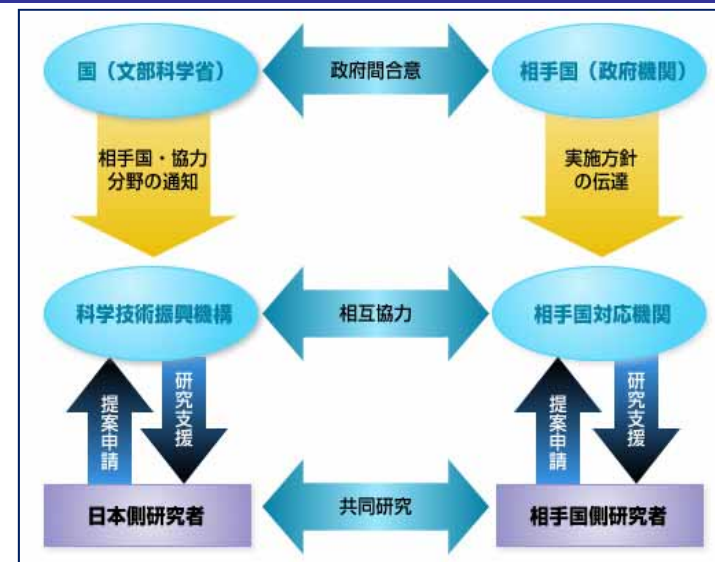 国（文部科学省）
政府間合意
相手国（政府機関）
相手国・協力
分野の通知
実施方針
の伝達
科学技術振興機構
相互協力
相手国対応機関
提案申請
研究支援
提案申請
研究支援
日本側研究者
共同研究
相手国側研究者